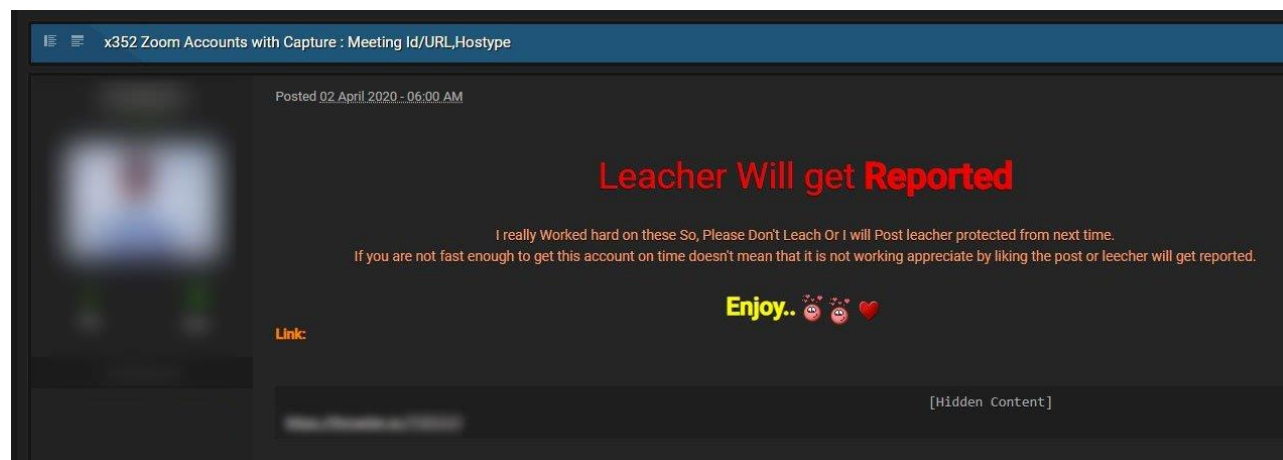 x352 Zoom Accounts with Capture : Meeting Id/URL,Hostype
Posted 02 April 2020 - 06:00 AM
Leacher Will get Reported
I really Worked hard on these So, Please Don't Leach Or I will Post leacher protected from next time.
If you are not fast enough to get this account on time doesn't mean that it is not working appreciate by liking the post or leecher will get reported.
Enjoy..
Link:
[Hidden Content]